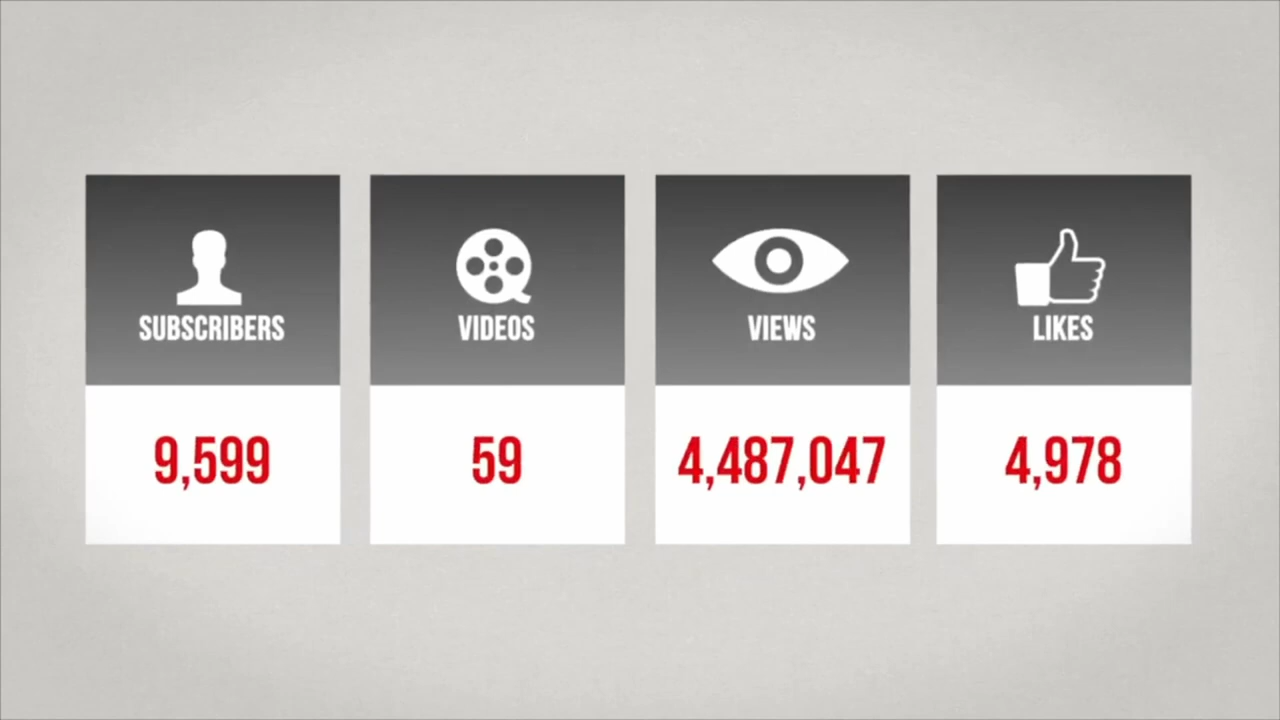 SUBSCRIBERS
9,599
VIDEOS
59
VIEWS
4,487,047
LIKES
4,978